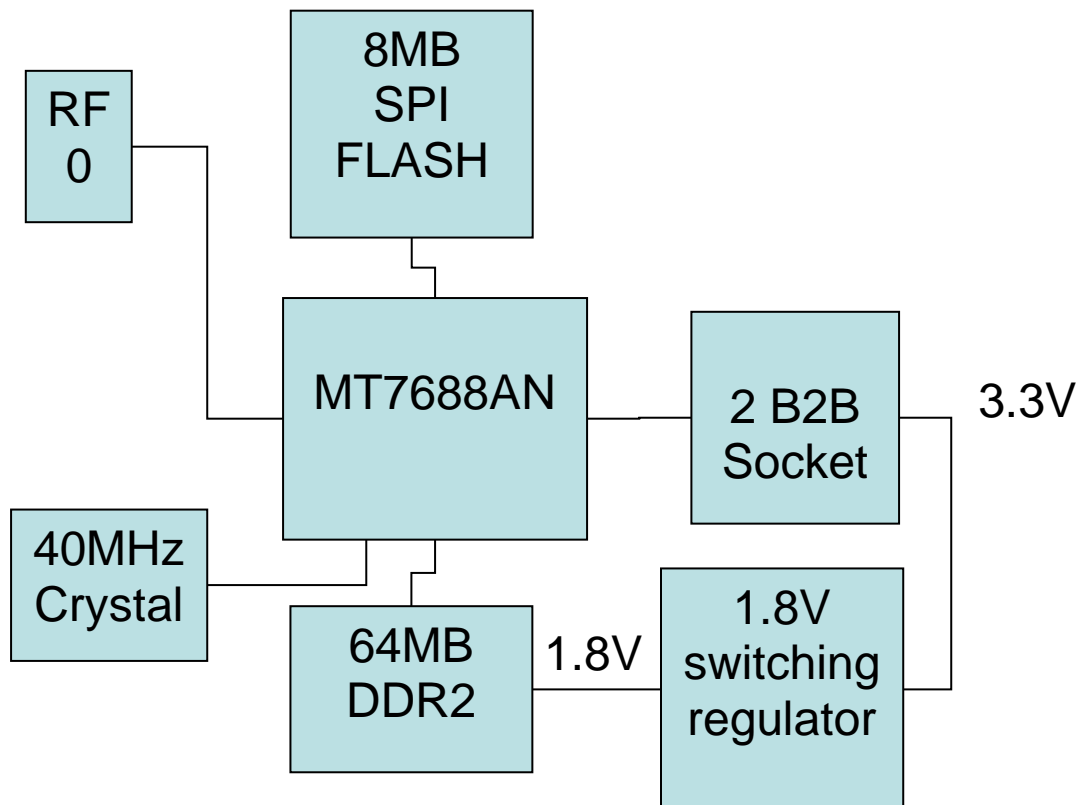 8MB
SPI
FLASH
RF
0
MT7688AN
2 B2B
Socket
3.3V
40MHz
Crystal
64MB
DDR2
1.8V
1.8V
switching
regulator